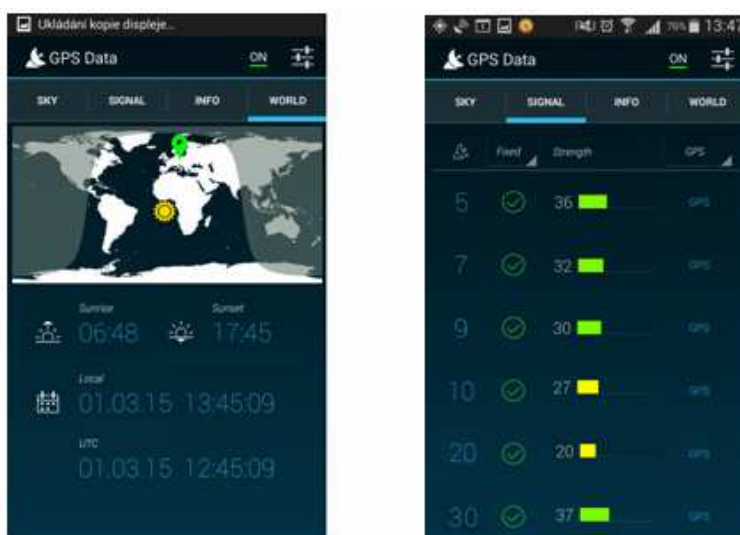 Ukládání kopie displeje...
GPS Data ON
SKY SIGNAL INFO WORLD
Sunrise Sunset
06:48 17:45
Local
01.03.15 13:45:09
UTC
01.03.15 12:45:09
76% 13:47
GPS Data ON
SKY SIGNAL INFO WORLD
Fixed Strength GPS
5 36 GPS
7 32 GPS
9 30 GPS
10 27 GPS
20 20 GPS
30 37 GPS